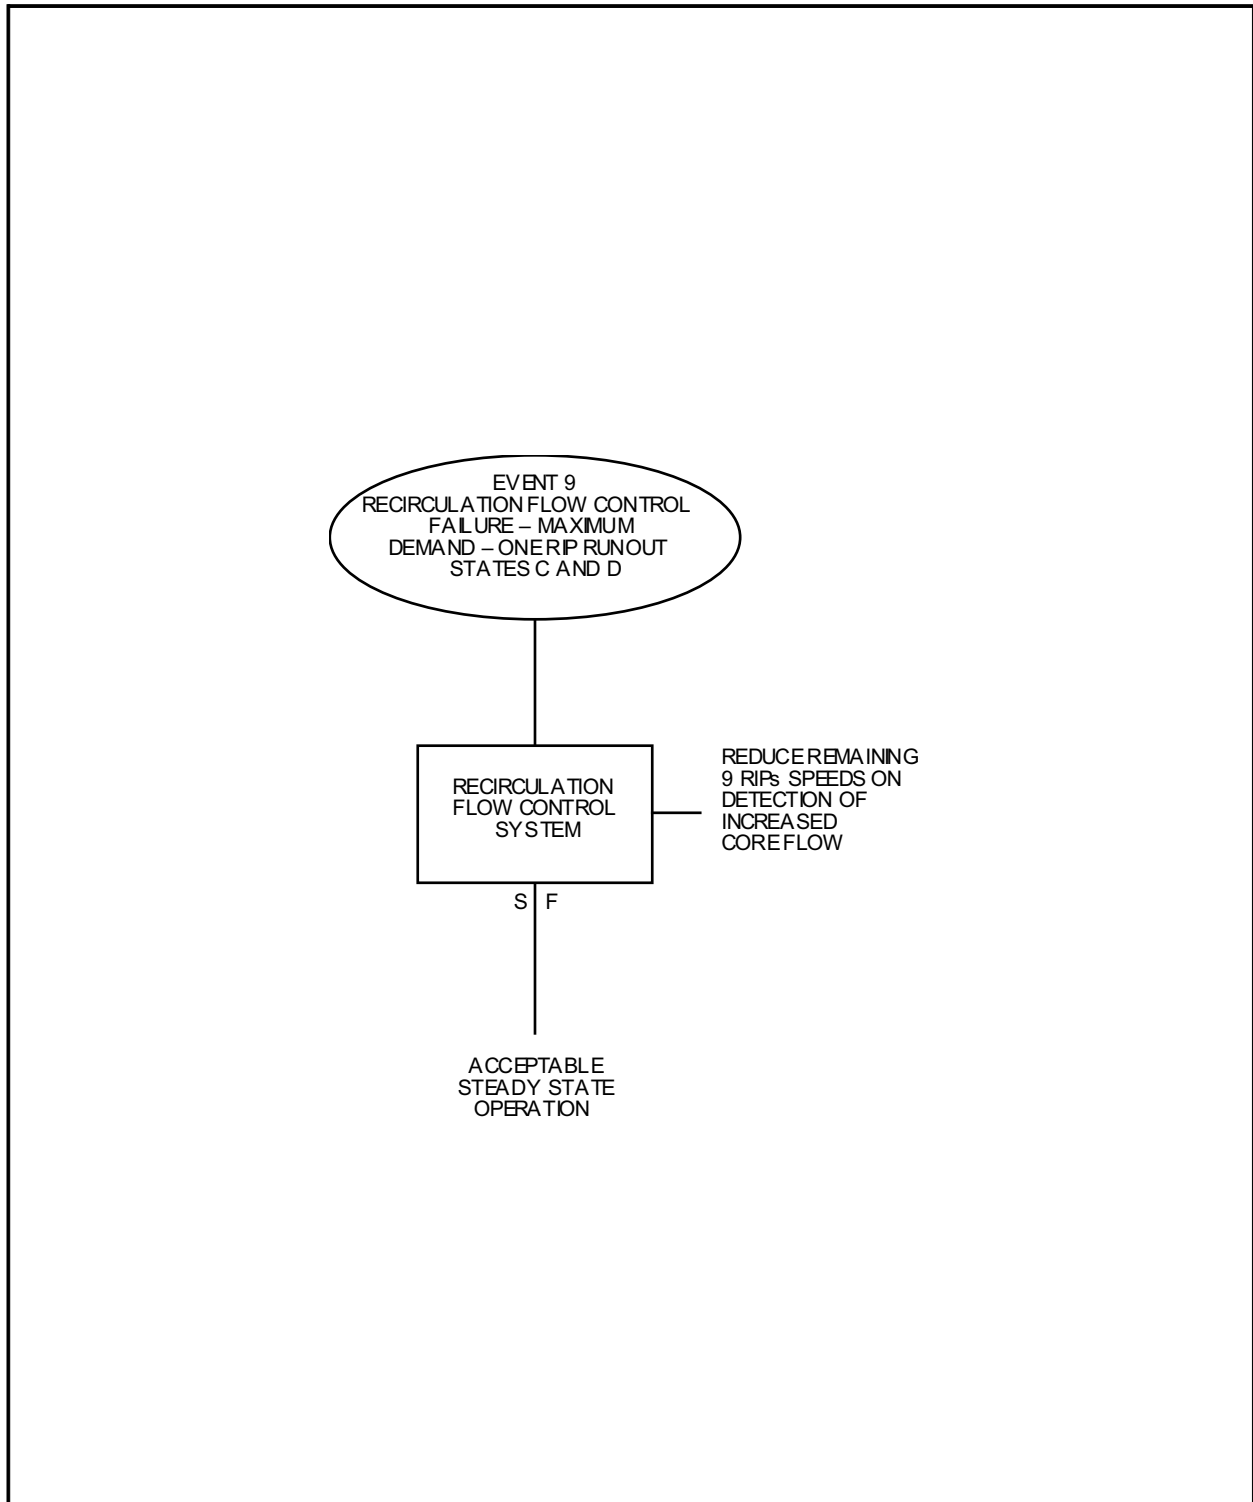 EVENT 9
RECIRCULATION FLOW CONTROL
FAILURE – MAXIMUM
DEMAND – ONE RIP RUNOUT
STATES C AND D
RECIRCULATION
FLOW CONTROL
SYSTEM
REDUCE REMAINING
9 RIPs SPEEDS ON
DETECTION OF
INCREASED
CORE FLOW
S F
ACCEPTABLE
STEADY STATE
OPERATION